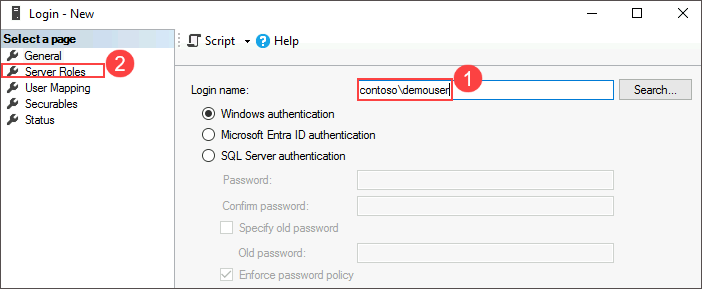 Login - New
Select a page
General
Server Roles
2
User Mapping
Securables
Status
Script
Help
Login name:
contoso\demouser
1
Search...
Windows authentication
Microsoft Entra ID authentication
SQL Server authentication
Password:
Confirm password:
Specify old password
Old password:
Enforce password policy